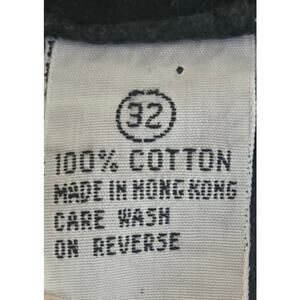 32
100% COTTON
MADE IN HONG KONG
CARE WASH
ON REVERSE